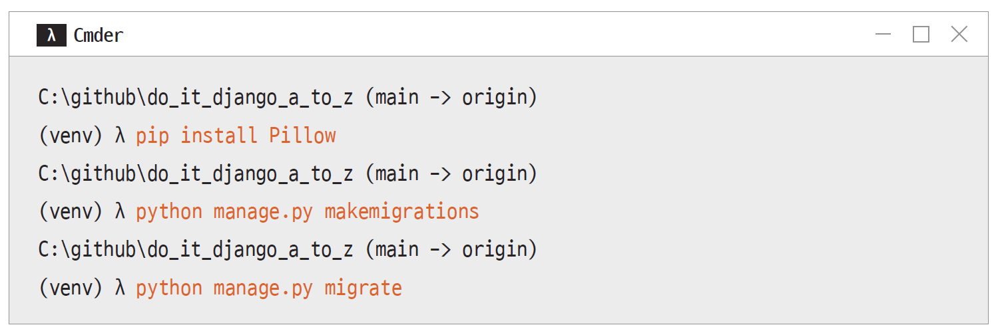 λ Cmder
C:\github\do_it_django_a_to_z (main -> origin)
(venv) λ pip install Pillow
C:\github\do_it_django_a_to_z (main -> origin)
(venv) λ python manage.py makemigrations
C:\github\do_it_django_a_to_z (main -> origin)
(venv) λ python manage.py migrate